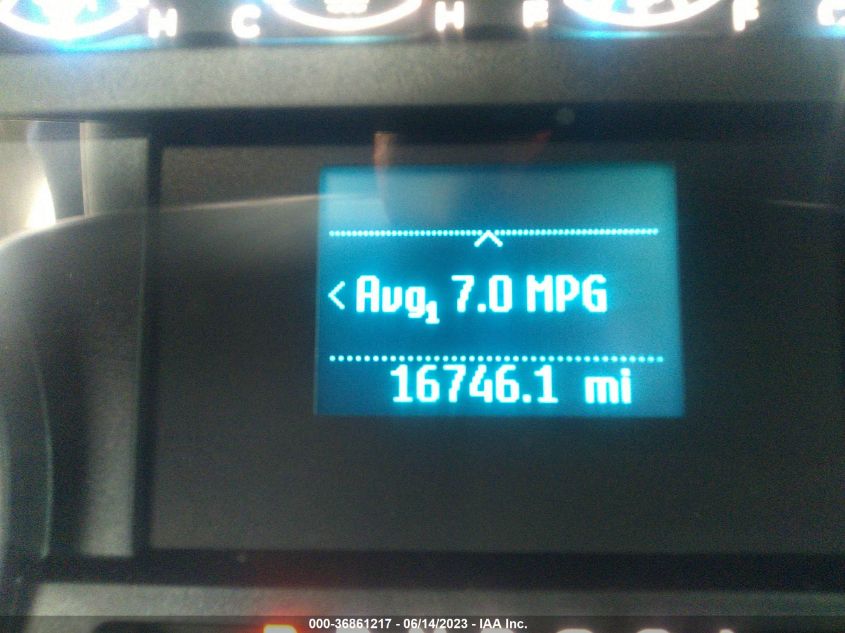 H C H E F C
< Avg1 7.0 MPG
16746.1 mi
000-36861217 - 06/14/2023 - IAA Inc.